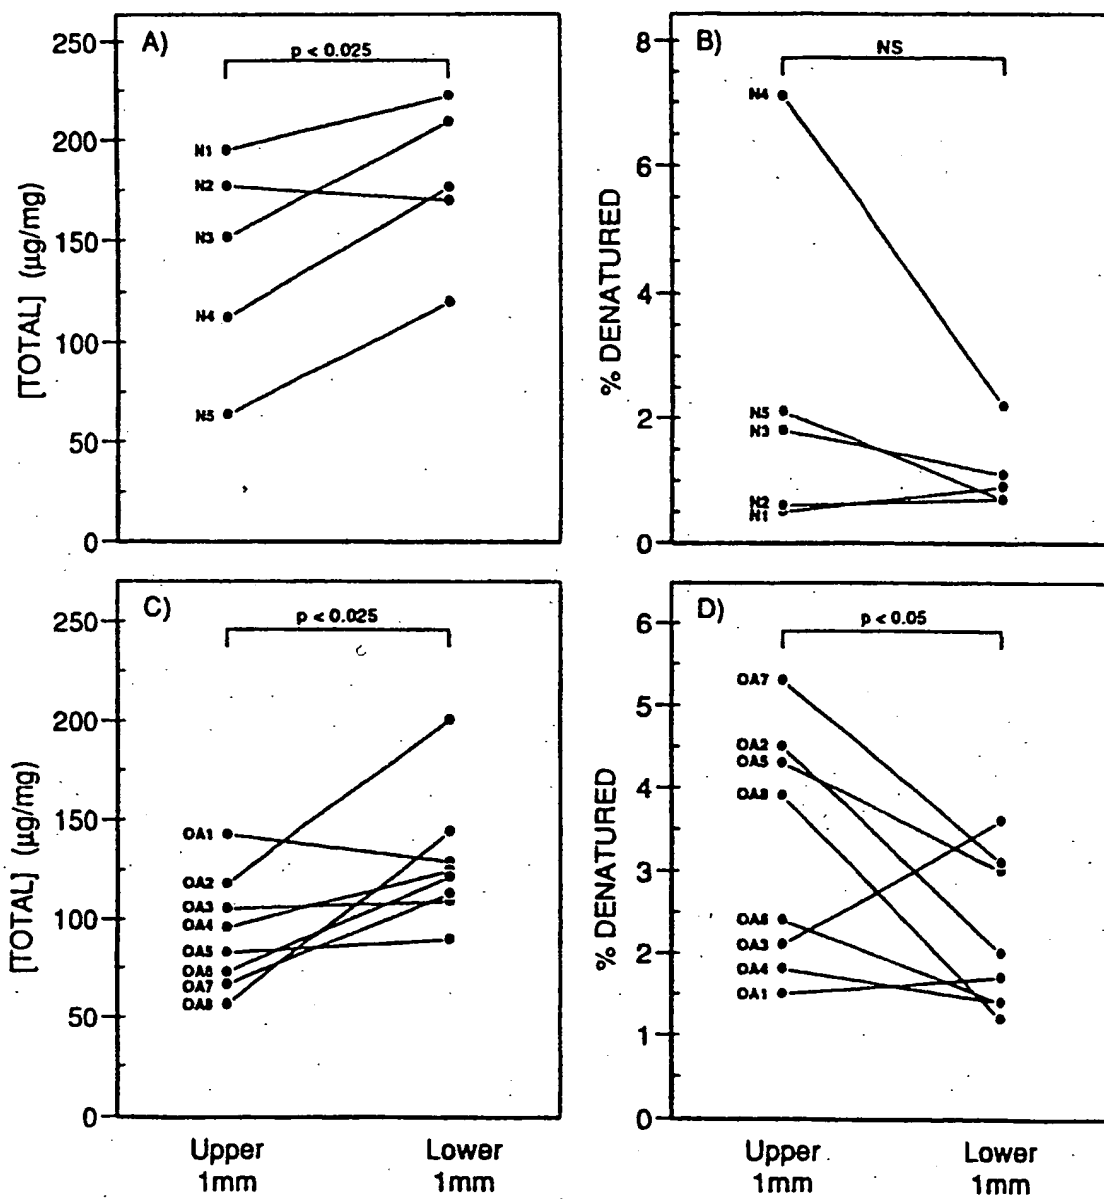 A)
p < 0.025
250
200
150
100
50
0
[TOTAL] (µg/mg)
N1
N2
N3
N4
N5
B)
NS
8
6
4
2
0
% DENATURED
N4
N5
N3
N2
N1
C)
p < 0.025
250
200
150
100
50
0
[TOTAL] (µg/mg)
OA1
OA2
OA3
OA4
OA5
OA6
OA7
OA8
Upper
1mm
Lower
1mm
D)
p < 0.05
6
5
4
3
2
1
0
% DENATURED
OA7
OA2
OA5
OA8
OA6
OA3
OA4
OA1
Upper
1mm
Lower
1mm